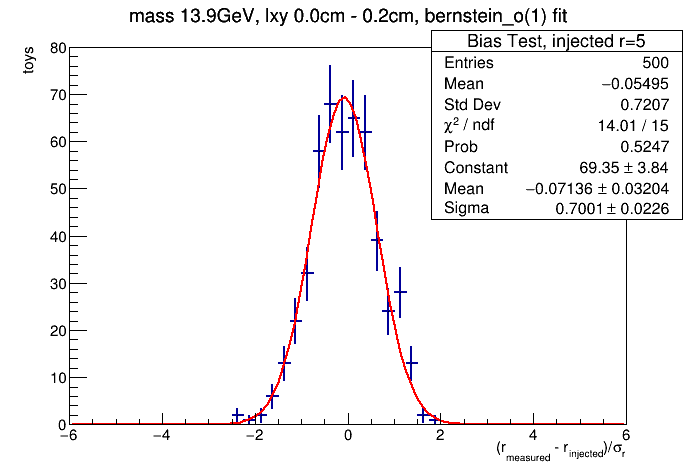 mass 13.9GeV, lxy 0.0cm - 0.2cm, bernstein_o(1) fit
Bias Test, injected r=5
Entries 500
Mean −0.05495
Std Dev 0.7207
χ² / ndf 14.01 / 15
Prob 0.5247
Constant 69.35 ± 3.84
Mean −0.07136 ± 0.03204
Sigma 0.7001 ± 0.0226
toys
80
70
60
50
40
30
20
10
0
−6 −4 −2 0 2 4 6
(r_measured - r_injected)/σ_r